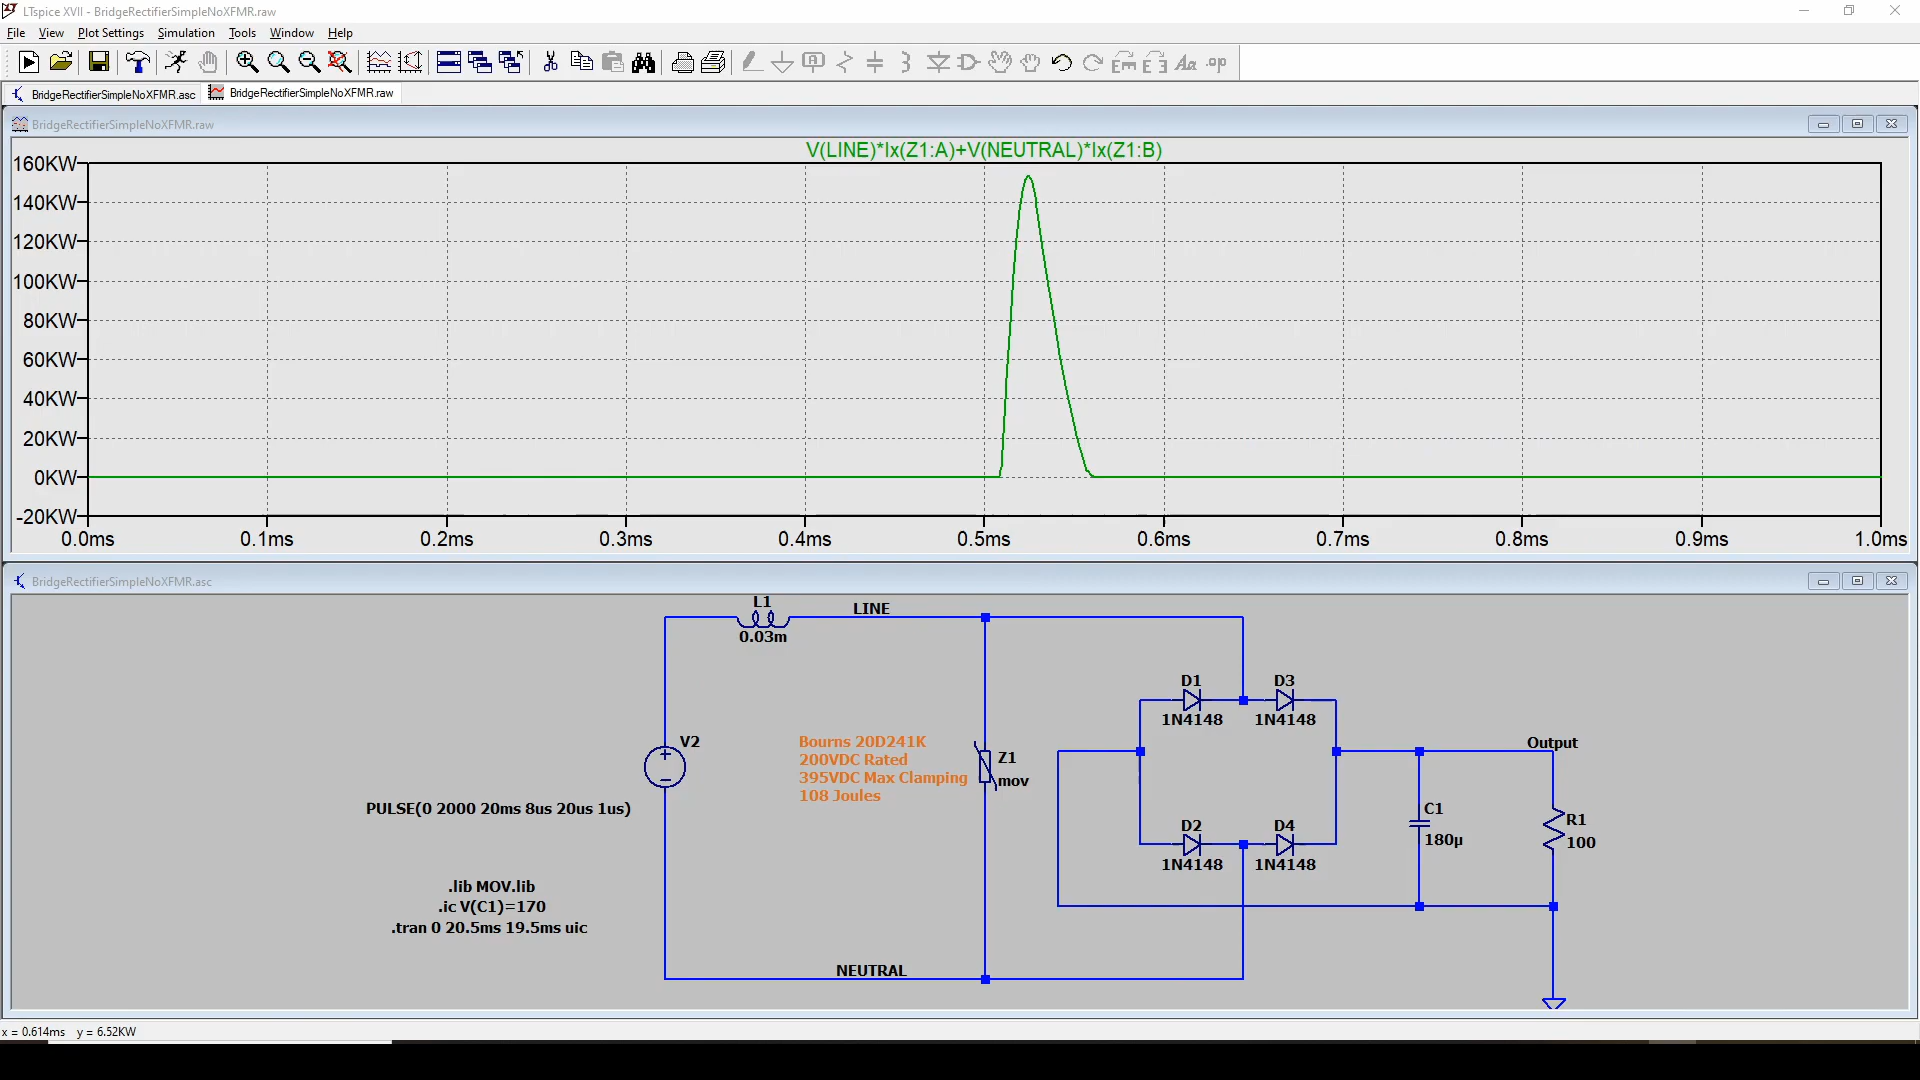 LTspice XVII - BridgeRectifierSimpleNoXFMR.raw
File View Plot Settings Simulation Tools Window Help
BridgeRectifierSimpleNoXFMR.asc BridgeRectifierSimpleNoXFMR.raw
BridgeRectifierSimpleNoXFMR.raw
V(LINE)*Ix(Z1:A)+V(NEUTRAL)*Ix(Z1:B)
160KW
140KW
120KW
100KW
80KW
60KW
40KW
20KW
0KW
-20KW
0.0ms 0.1ms 0.2ms 0.3ms 0.4ms 0.5ms 0.6ms 0.7ms 0.8ms 0.9ms 1.0ms
BridgeRectifierSimpleNoXFMR.asc
L1
0.03m
LINE
D1
1N4148
D3
1N4148
V2
Bourns 20D241K
200VDC Rated
395VDC Max Clamping
108 Joules
Z1
mov
Output
PULSE(0 2000 20ms 8us 20us 1us)
D2
1N4148
D4
1N4148
C1
180µ
R1
100
.lib MOV.lib
.ic V(C1)=170
.tran 0 20.5ms 19.5ms uic
NEUTRAL
x = 0.614ms y = 6.52KW